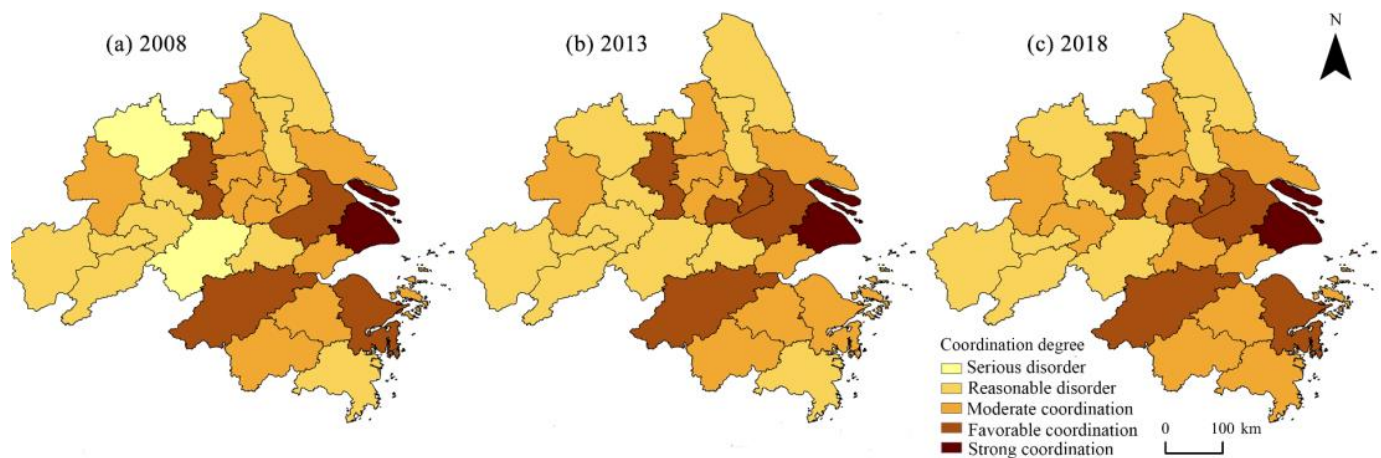 (a) 2008
(b) 2013
(c) 2018
N
Coordination degree
Serious disorder
Reasonable disorder
Moderate coordination
Favorable coordination
Strong coordination
0 100 km